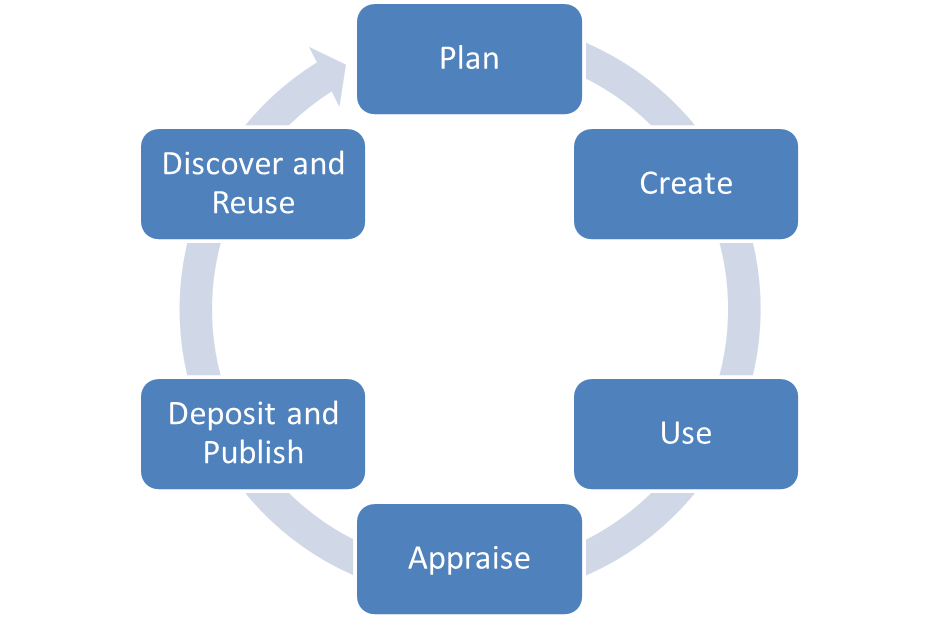 Plan
Create
Use
Appraise
Deposit and
Publish
Discover and
Reuse